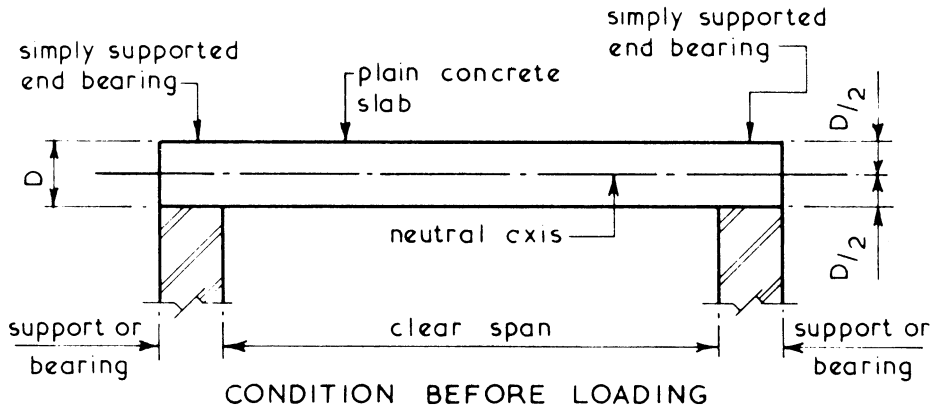 simply supported
end bearing
plain concrete
slab
simply supported
end bearing
D/2
D
neutral cxis
D/2
support or
bearing
clear span
support or
bearing
CONDITION BEFORE LOADING